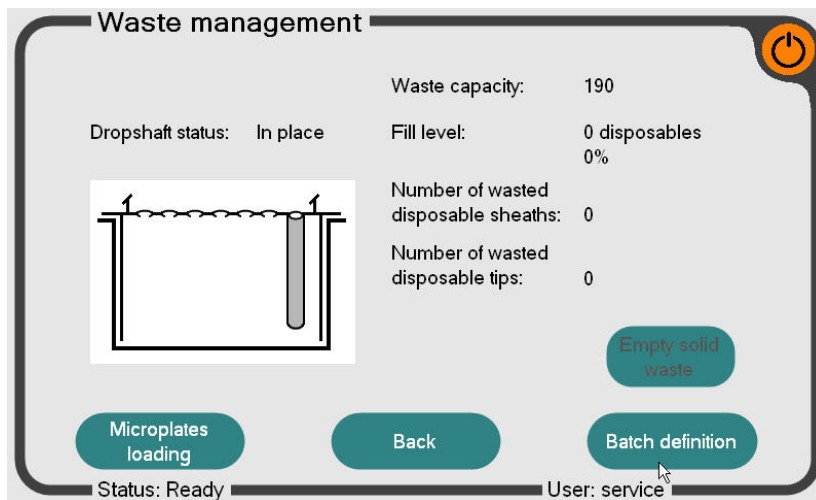 Waste management
Waste capacity: 190
Dropshaft status: In place
Fill level: 0 disposables
0%
Number of wasted
disposable sheaths: 0
Number of wasted
disposable tips: 0
Empty solid
waste
Microplates
loading
Back
Batch definition
Status: Ready
User: service